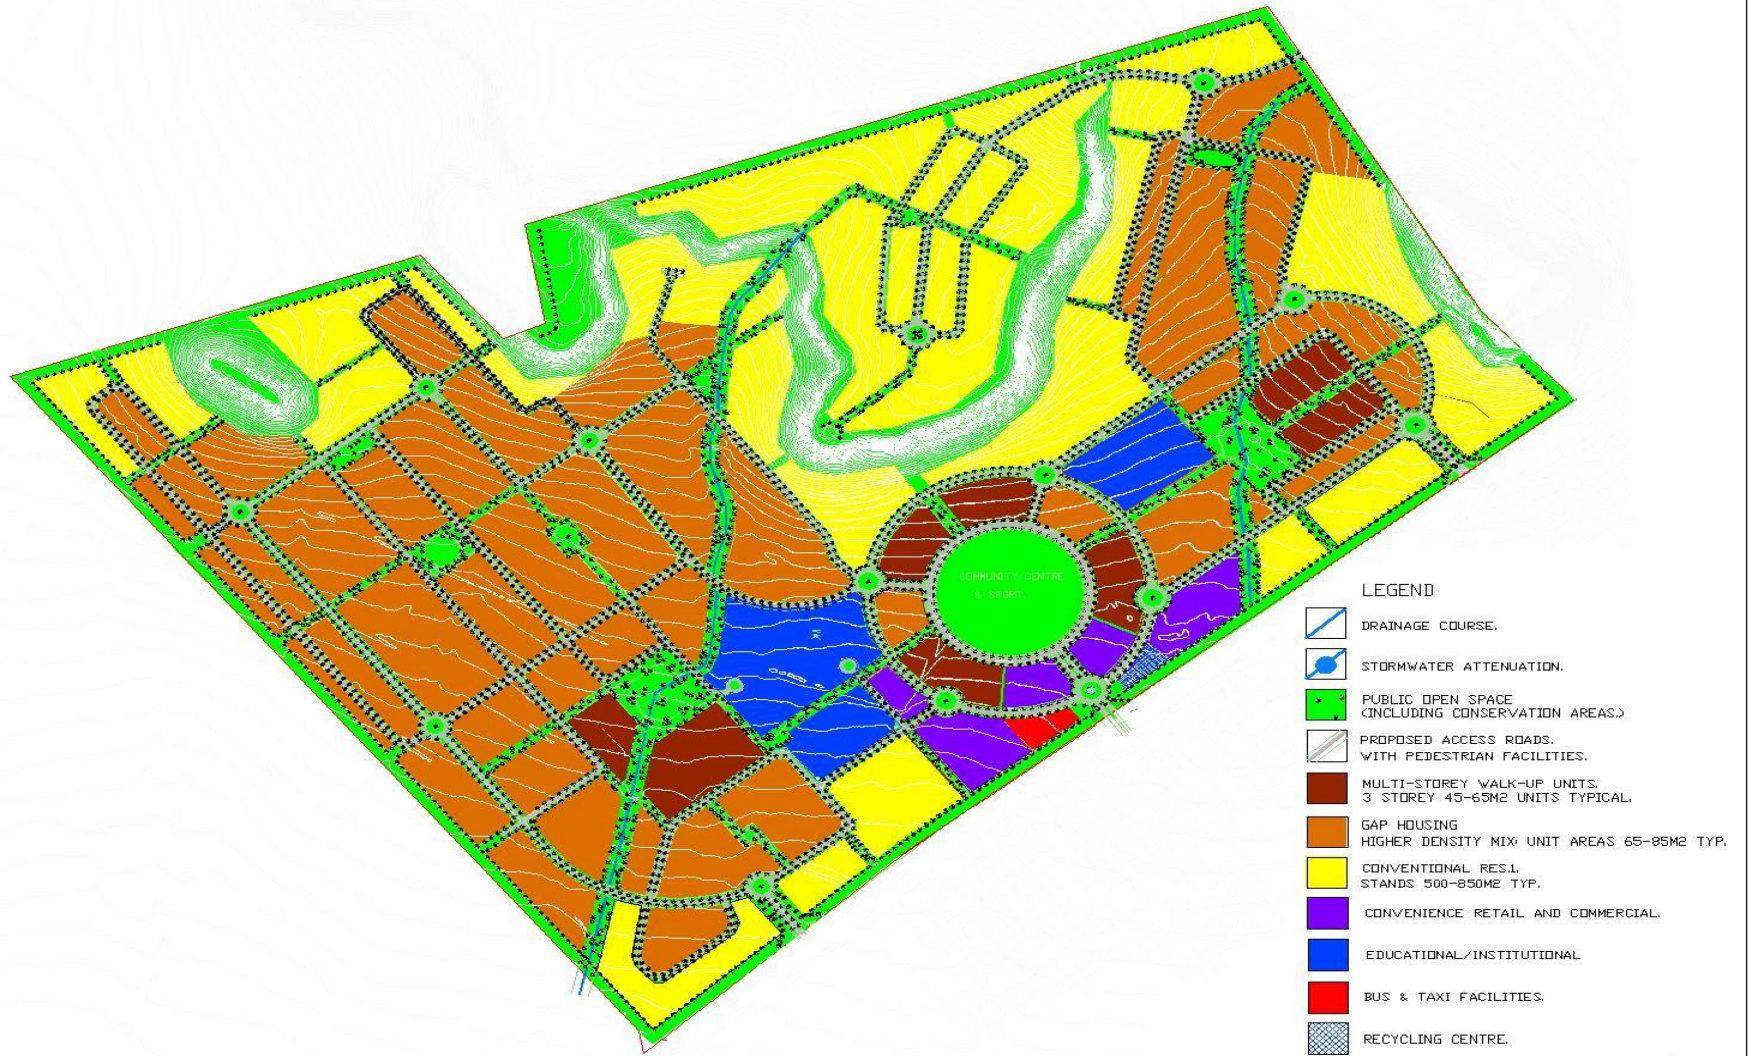 COMMUNITY CENTRE
& SPORT.
LEGEND
DRAINAGE COURSE.
STORMWATER ATTENUATION.
PUBLIC OPEN SPACE
(INCLUDING CONSERVATION AREAS.)
PROPOSED ACCESS ROADS.
WITH PEDESTRIAN FACILITIES.
MULTI-STOREY WALK-UP UNITS.
3 STOREY 45-65M2 UNITS TYPICAL.
GAP HOUSING
HIGHER DENSITY MIX: UNIT AREAS 65-85M2 TYP.
CONVENTIONAL RES.1.
STANDS 500-850M2 TYP.
CONVENIENCE RETAIL AND COMMERCIAL.
EDUCATIONAL/INSTITUTIONAL
BUS & TAXI FACILITIES.
RECYCLING CENTRE.